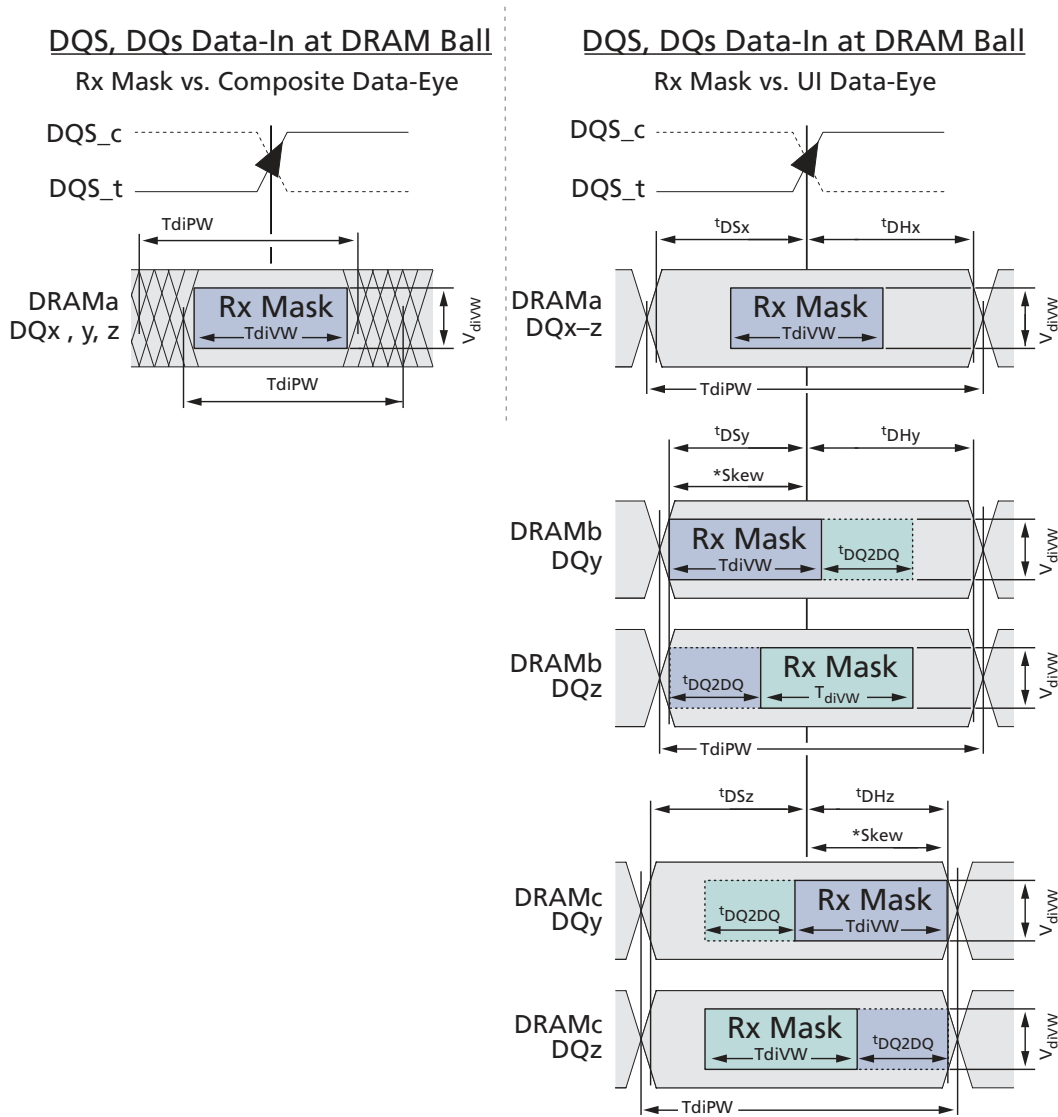 DQS, DQs Data-In at DRAM Ball
Rx Mask vs. Composite Data-Eye
DQS_c
DQS_t
TdiPW
DRAMa
DQx , y, z
Rx Mask
TdiVW
VdiVW
TdiPW
DQS, DQs Data-In at DRAM Ball
Rx Mask vs. UI Data-Eye
DQS_c
DQS_t
tDSx
tDHx
DRAMa
DQx–z
Rx Mask
TdiVW
VdiVW
TdiPW
tDSy
tDHy
*Skew
DRAMb
DQy
Rx Mask
TdiVW
tDQ2DQ
VdiVW
DRAMb
DQz
tDQ2DQ
Rx Mask
TdiVW
VdiVW
TdiPW
tDSz
tDHz
*Skew
DRAMc
DQy
tDQ2DQ
Rx Mask
TdiVW
VdiVW
DRAMc
DQz
Rx Mask
TdiVW
tDQ2DQ
VdiVW
TdiPW